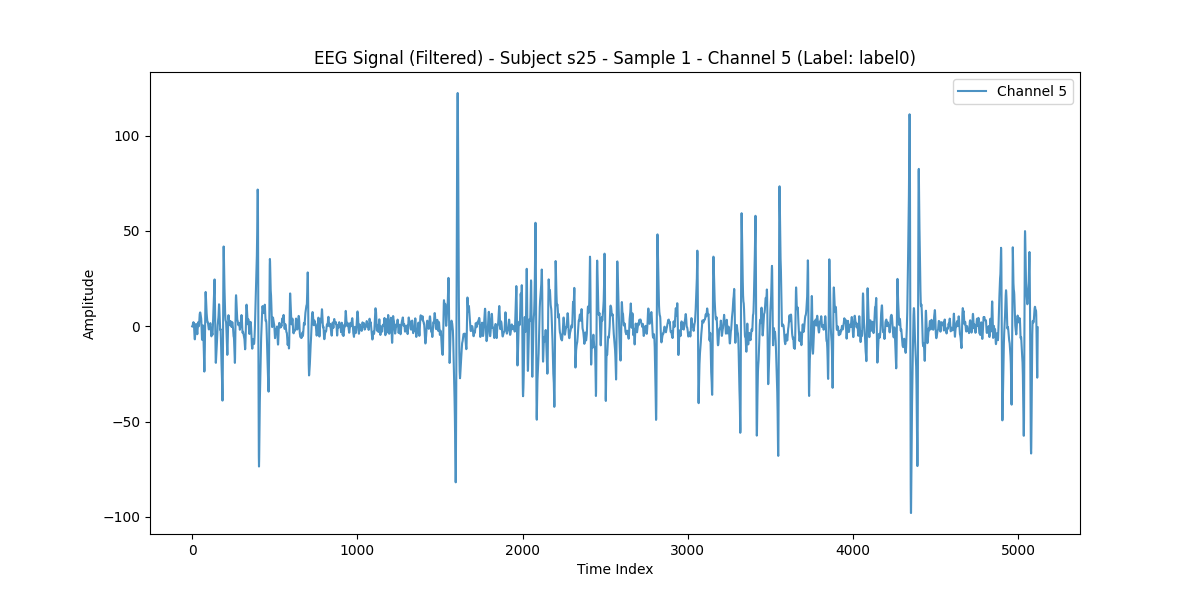 EEG Signal (Filtered) - Subject s25 - Sample 1 - Channel 5 (Label: label0)
Channel 5
100
50
0
−50
−100
Amplitude
0 1000 2000 3000 4000 5000
Time Index